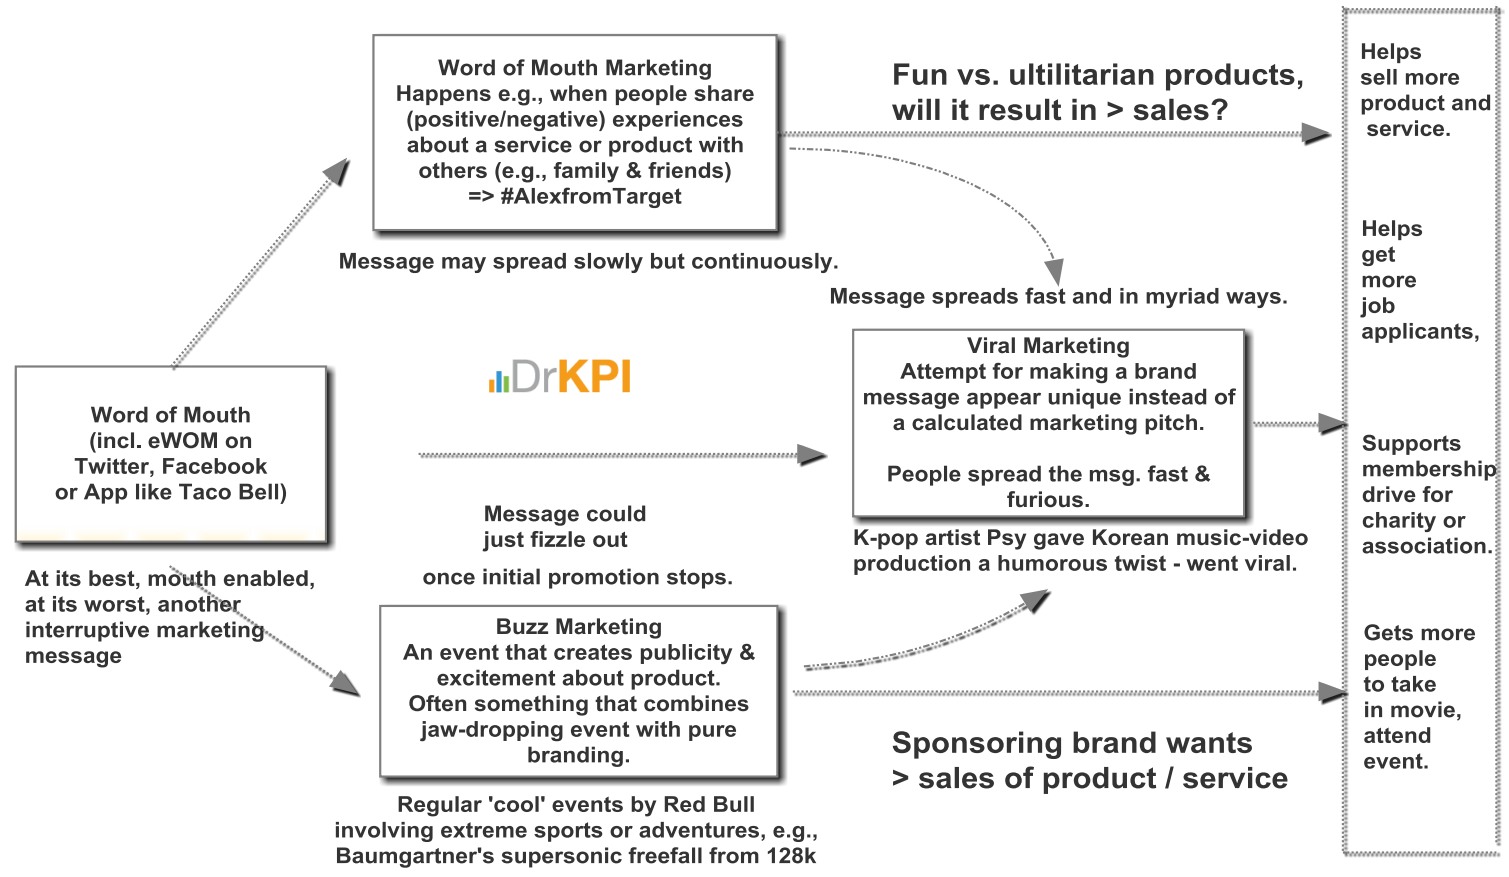 Word of Mouth Marketing
Happens e.g., when people share
(positive/negative) experiences
about a service or product with
others (e.g., family & friends)
=> #AlexfromTarget
Message may spread slowly but continuously.
Fun vs. ultilitarian products,
will it result in > sales?
Message spreads fast and in myriad ways.
Viral Marketing
Attempt for making a brand
message appear unique instead of
a calculated marketing pitch.
People spread the msg. fast &
furious.
K-pop artist Psy gave Korean music-video
production a humorous twist - went viral.
DrKPI
Word of Mouth
(incl. eWOM on
Twitter, Facebook
or App like Taco Bell)
At its best, mouth enabled,
at its worst, another
interruptive marketing
message
Message could
just fizzle out
once initial promotion stops.
Buzz Marketing
An event that creates publicity &
excitement about product.
Often something that combines
jaw-dropping event with pure
branding.
Regular 'cool' events by Red Bull
involving extreme sports or adventures, e.g.,
Baumgartner's supersonic freefall from 128k
Sponsoring brand wants
> sales of product / service
Helps
sell more
product and
service.
Helps
get
more
job
applicants,
Supports
membership
drive for
charity or
association.
Gets more
people
to take
in movie,
attend
event.